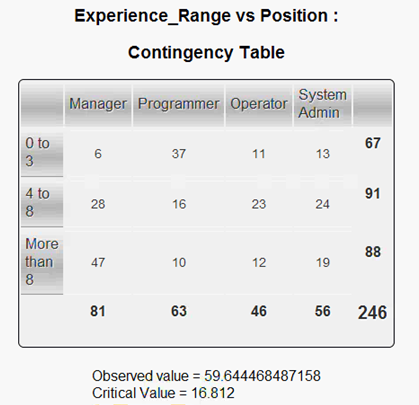 Experience_Range vs Position :
Contingency Table
Manager Programmer Operator System Admin
0 to 3 6 37 11 13 67
4 to 8 28 16 23 24 91
More than 8 47 10 12 19 88
81 63 46 56 246
Observed value = 59.644468487158
Critical Value = 16.812